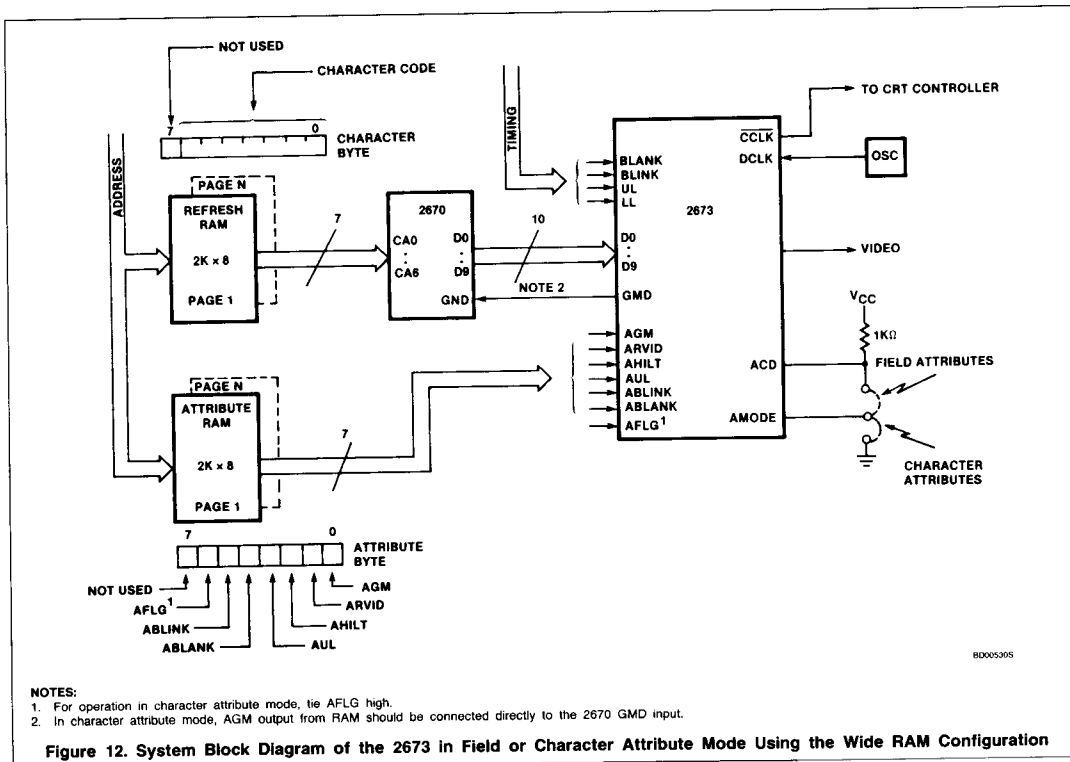 NOT USED
CHARACTER CODE
7
0
CHARACTER
BYTE
ADDRESS
PAGE N
REFRESH
RAM
2K × 8
PAGE 1
7
2670
CA0
:
CA6
D0
:
D9
GND
10
NOTE 2
TIMING
BLANK
BLINK
UL
LL
D0
:
D9
GMD
AGM
ARVID
AHILT
AUL
ABLINK
ABLANK
AFLG1
2673
CCLK
DCLK
TO CRT CONTROLLER
OSC
VIDEO
VCC
1KΩ
ACD
FIELD ATTRIBUTES
AMODE
CHARACTER
ATTRIBUTES
PAGE N
ATTRIBUTE
RAM
2K × 8
PAGE 1
7
7
0
ATTRIBUTE
BYTE
NOT USED
AFLG1
ABLINK
ABLANK
AUL
AHILT
ARVID
AGM
BD00530S
NOTES:
1. For operation in character attribute mode, tie AFLG high.
2. In character attribute mode, AGM output from RAM should be connected directly to the 2670 GMD input.
Figure 12. System Block Diagram of the 2673 in Field or Character Attribute Mode Using the Wide RAM Configuration